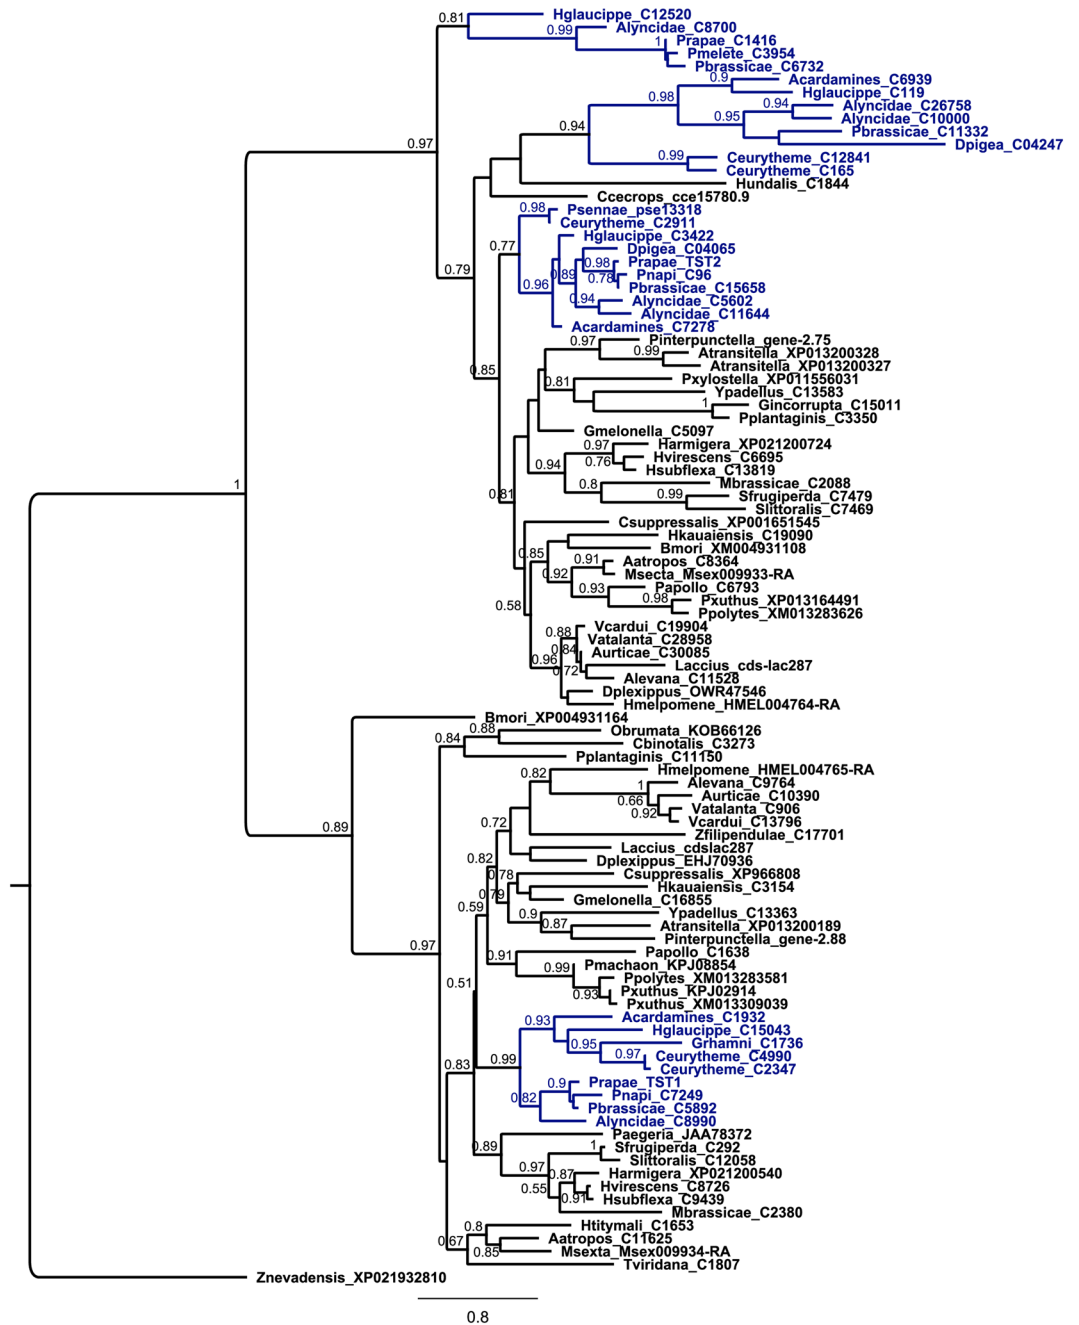 0.81 Hglaucippe_C12520
0.99 Alyncidae_C8700
1 Prapae_C1416
Pmelete_C3954
Pbrassicae_C6732
0.9 Acardamines_C6939
0.98 Hglaucippe_C119
0.94 Alyncidae_C26758
0.95 Alyncidae_C10000
0.94 Pbrassicae_C11332
0.97 Dpigea_C04247
0.99 Ceurytheme_C12841
Ceurytheme_C165
Hundalis_C1844
Ccecrops_cce15780.9
0.98 Psennae_pse13318
Ceurytheme_C2911
Hglaucippe_C3422
0.77 Dpigea_C04065
0.98 Prapae_TST2
0.79 0.89 0.78 Pnapi_C96
0.96 Pbrassicae_C15658
0.94 Alyncidae_C5602
Alyncidae_C11644
Acardamines_C7278
0.97 Pinterpunctella_gene-2.75
0.99 Atransitella_XP013200328
Atransitella_XP013200327
0.85 0.81 Pxylostella_XP011556031
Ypadellus_C13583
1 Gincorrupta_C15011
Pplantaginis_C3350
Gmelonella_C5097
0.97 Harmigera_XP021200724
0.76 Hvirescens_C6695
0.94 Hsubflexa_C13819
0.8 Mbrassicae_C2088
1 0.81 0.99 Sfrugiperda_C7479
Slittoralis_C7469
Csuppressalis_XP001651545
Hkauaiensis_C19090
0.85 Bmori_XM004931108
0.91 Aatropos_C8364
0.92 Msecta_Msex009933-RA
0.93 Papollo_C6793
0.58 0.98 Pxuthus_XP013164491
Ppolytes_XM013283626
0.88 Vcardui_C19904
Vatalanta_C28958
0.84 Aurticae_C30085
0.96 0.72 Laccius_cds-lac287
Alevana_C11528
Dplexippus_OWR47546
Hmelpomene_HMEL004764-RA
Bmori_XP004931164
0.88 Obrumata_KOB66126
0.84 Cbinotalis_C3273
Pplantaginis_C11150
0.82 Hmelpomene_HMEL004765-RA
1 Alevana_C9764
0.66 Aurticae_C10390
0.92 Vatalanta_C906
0.72 Vcardui_C13796
0.89 Zfilipendulae_C17701
Laccius_cdslac287
0.82 Dplexippus_EHJ70936
0.78 Csuppressalis_XP966808
0.79 Hkauaiensis_C3154
Gmelonella_C16855
0.59 0.9 Ypadellus_C13363
0.87 Atransitella_XP013200189
Pinterpunctella_gene-2.88
0.97 0.91 Papollo_C1638
0.99 Pmachaon_KPJ08854
0.51 Ppolytes_XM013283581
0.93 Pxuthus_KPJ02914
Pxuthus_XM013309039
0.93 Acardamines_C1932
Hglaucippe_C15043
0.95 Grhamni_C1736
0.97 Ceurytheme_C4990
0.83 0.99 Ceurytheme_C2347
0.9 Prapae_TST1
0.82 Pnapi_C7249
Pbrassicae_C5892
Alyncidae_C8990
Paegeria_JAA78372
0.89 1 Sfrugiperda_C292
Slittoralis_C12058
0.97 0.87 Harmigera_XP021200540
0.55 Hvirescens_C8726
0.91 Hsubflexa_C9439
Mbrassicae_C2380
0.8 Htitymali_C1653
0.67 Aatropos_C11625
0.85 Msexta_Msex009934-RA
Tviridana_C1807
Znevadensis_XP021932810
0.8